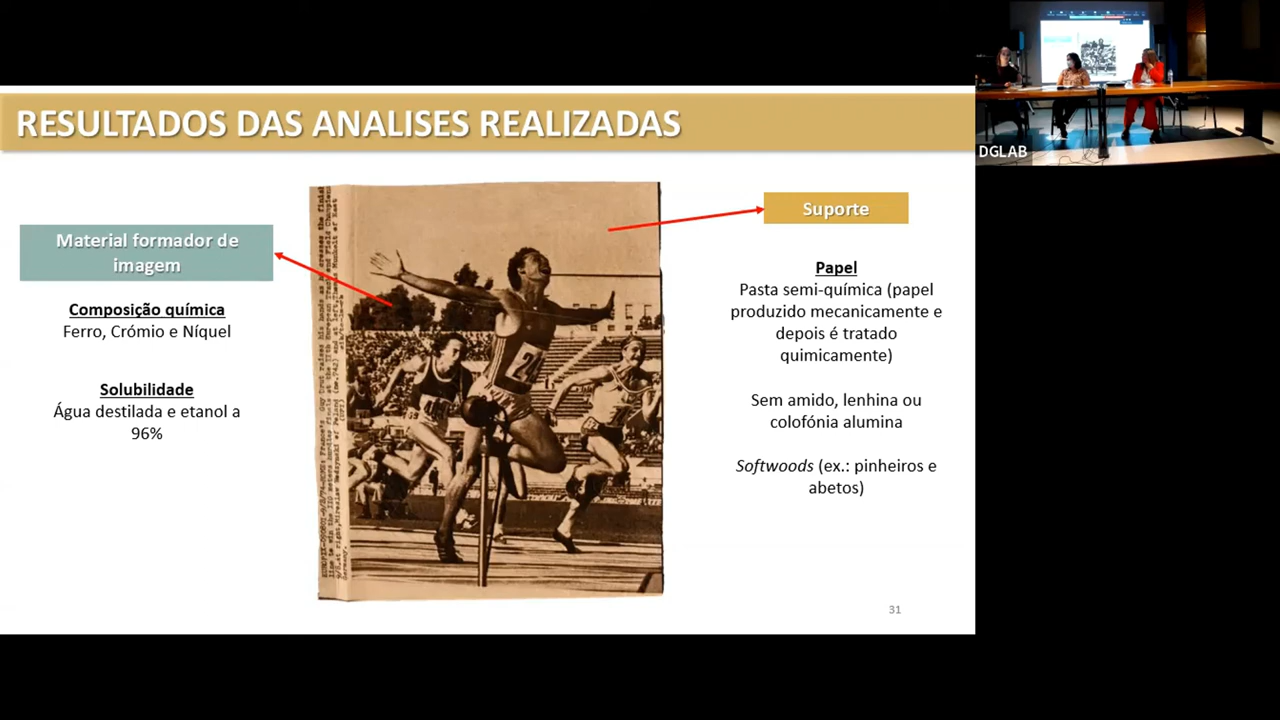 RESULTADOS DAS ANALISES REALIZADAS
Material formador de
imagem
Composição química
Ferro, Crómio e Níquel
Solubilidade
Água destilada e etanol a
96%
Suporte
Papel
Pasta semi-química (papel
produzido mecanicamente e
depois é tratado
quimicamente)
Sem amido, lenhina ou
colofónia alumina
Softwoods (ex.: pinheiros e
abetos)
31
DGLAB